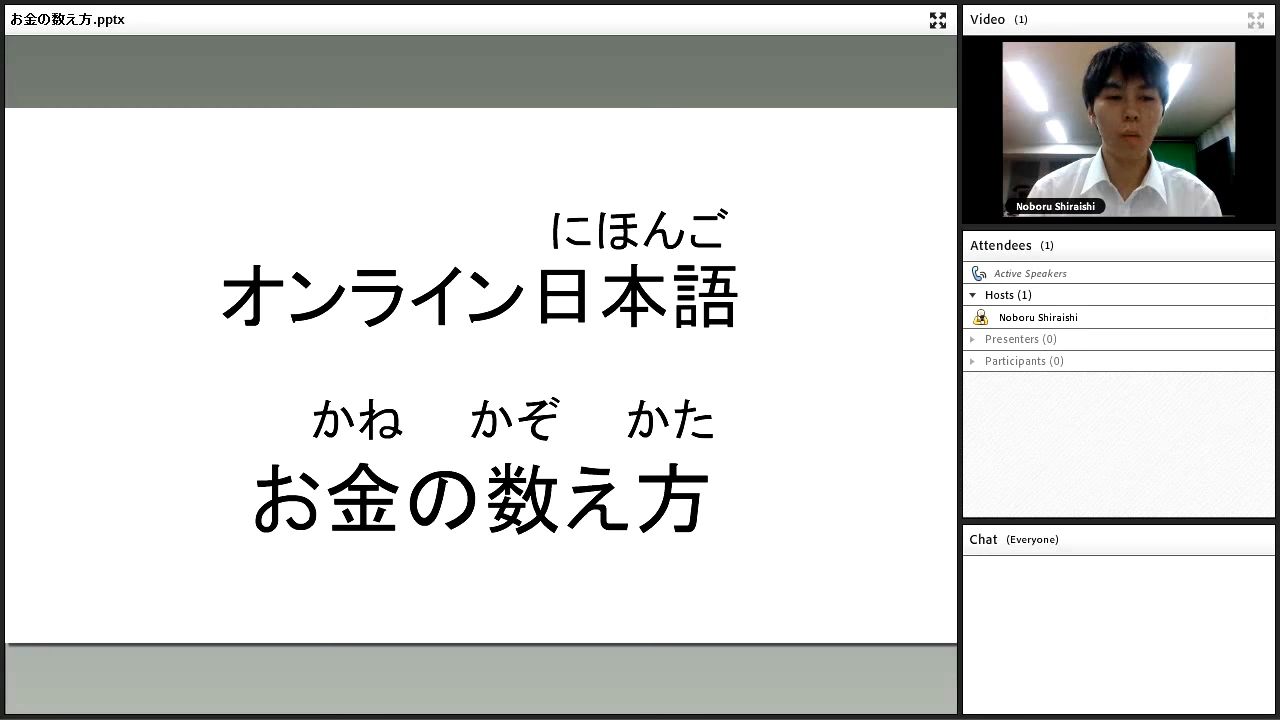 お金の数え方.pptx
にほんご
オンライン日本語
かね かぞ かた
お金の数え方
Video (1)
Noboru Shiraishi
Attendees (1)
Active Speakers
Hosts (1)
Noboru Shiraishi
Presenters (0)
Participants (0)
Chat (Everyone)